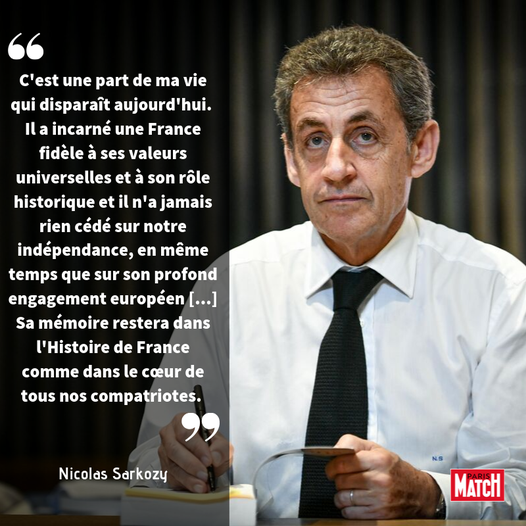 “
C'est une part de ma vie
qui disparaît aujourd'hui.
Il a incarné une France
fidèle à ses valeurs
universelles et à son rôle
historique et il n'a jamais
rien cédé sur notre
indépendance, en même
temps que sur son profond
engagement européen [...]
Sa mémoire restera dans
l'Histoire de France
comme dans le cœur de
tous nos compatriotes.
”
Nicolas Sarkozy
N.S
PARIS
MATCH